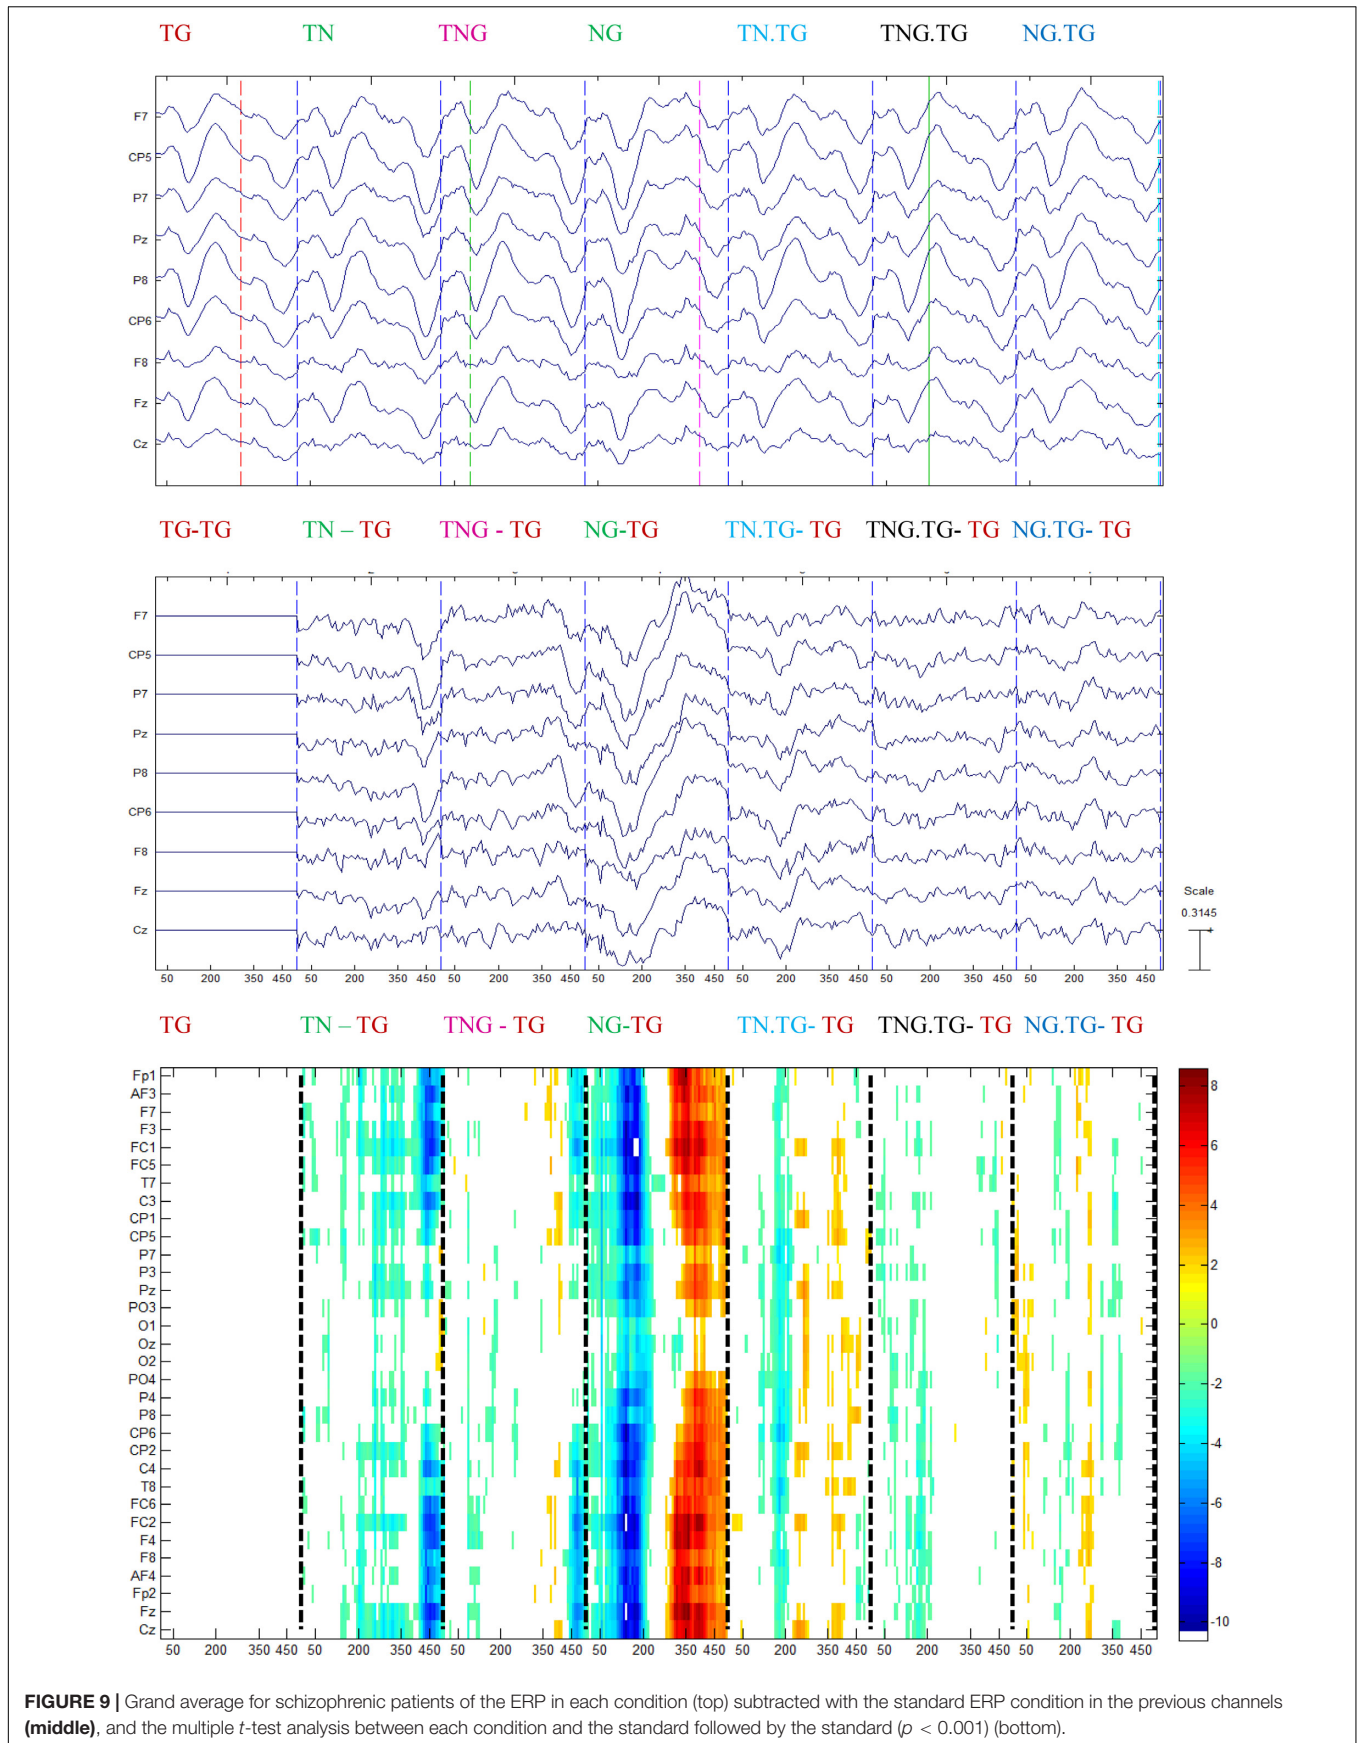 TG TN TNG NG TN.TG TNG.TG NG.TG
F7
CP5
P7
Pz
P8
CP6
F8
Fz
Cz
TG-TG TN – TG TNG - TG NG-TG TN.TG- TG TNG.TG- TG NG.TG- TG
F7
CP5
P7
Pz
P8
CP6
F8
Fz
Cz
Scale
0.3145
+
50 200 350 450 50 200 350 450 50 200 350 450 50 200 350 450 50 200 350 450 50 200 350 450 50 200 350 450
TG TN – TG TNG - TG NG-TG TN.TG- TG TNG.TG- TG NG.TG- TG
Fp1
AF3
F7
F3
FC1
FC5
T7
C3
CP1
CP5
P7
P3
Pz
PO3
O1
Oz
O2
PO4
P4
P8
CP6
CP2
C4
T8
FC6
FC2
F4
F8
AF4
Fp2
Fz
Cz
8
6
4
2
0
-2
-4
-6
-8
-10
50 200 350 450 50 200 350 450 50 200 350 450 50 200 350 450 50 200 350 450 50 200 350 450 50 200 350 450
FIGURE 9 | Grand average for schizophrenic patients of the ERP in each condition (top) subtracted with the standard ERP condition in the previous channels
(middle), and the multiple t-test analysis between each condition and the standard followed by the standard (p < 0.001) (bottom).